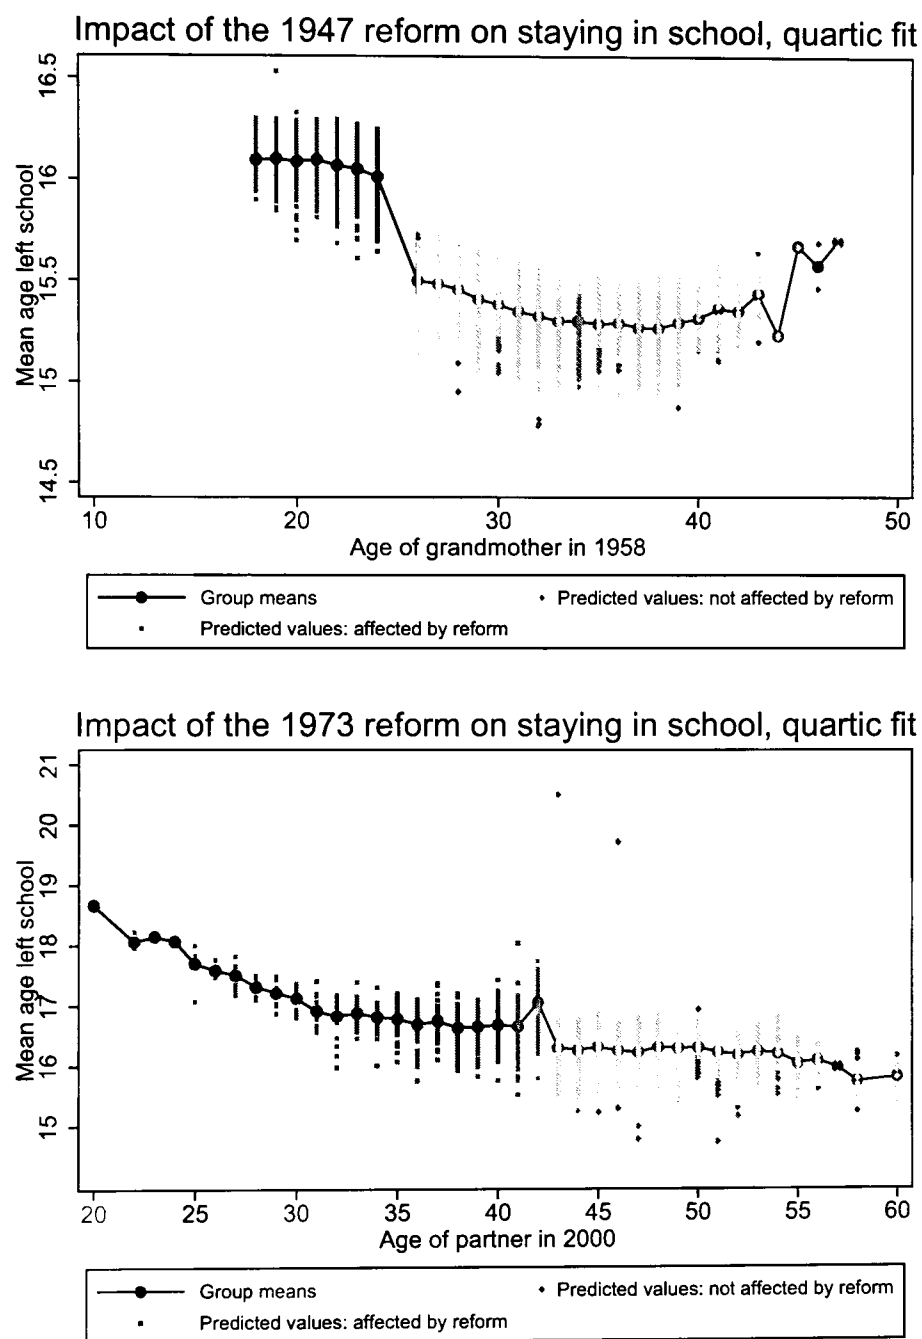 Impact of the 1947 reform on staying in school, quartic fit
Mean age left school
16.5
16
15.5
15
14.5
10 20 30 40 50
Age of grandmother in 1958
Group means
Predicted values: not affected by reform
Predicted values: affected by reform
Impact of the 1973 reform on staying in school, quartic fit
Mean age left school
21
20
19
18
17
16
15
20 25 30 35 40 45 50 55 60
Age of partner in 2000
Group means
Predicted values: not affected by reform
Predicted values: affected by reform